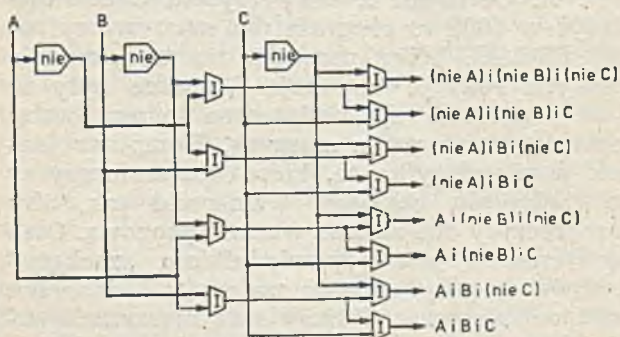 A B C
nie nie nie
I I (nie A) i (nie B) i (nie C)
I (nie A) i (nie B) i C
I I (nie A) i B i (nie C)
I (nie A) i B i C
I I A i (nie B) i (nie C)
I A i (nie B) i C
I I A i B i (nie C)
I A i B i C